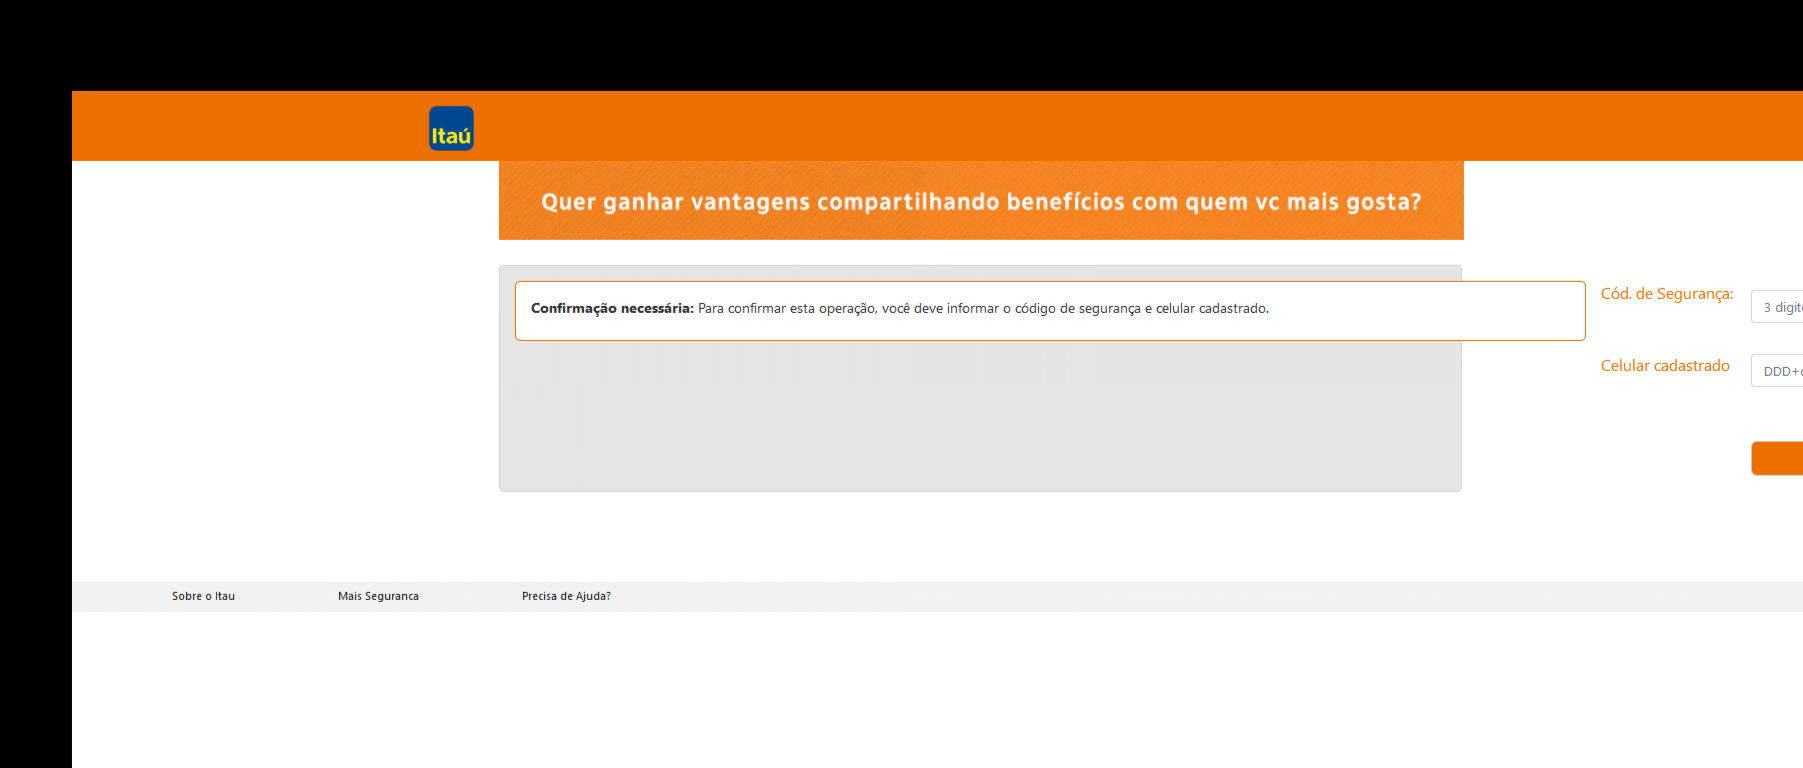 Itaú
Quer ganhar vantagens compartilhando benefícios com quem vc mais gosta?
Confirmação necessária: Para confirmar esta operação, você deve informar o código de segurança e celular cadastrado.
Cód. de Segurança:
3 digit
Celular cadastrado
DDD+
Sobre o Itau
Mais Seguranca
Precisa de Ajuda?